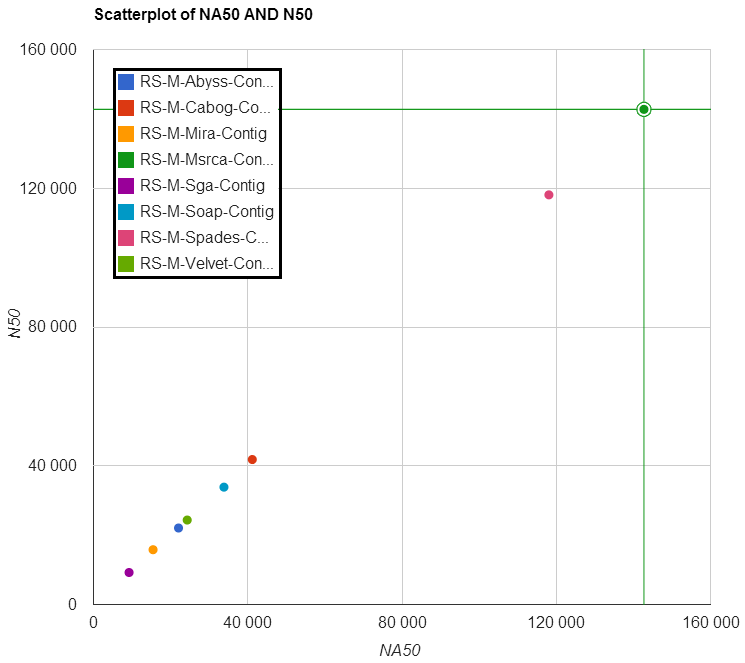 Scatterplot of NA50 AND N50
160 000
120 000
80 000
40 000
0
N50
RS-M-Abyss-Con...
RS-M-Cabog-Co...
RS-M-Mira-Contig
RS-M-Msrca-Con...
RS-M-Sga-Contig
RS-M-Soap-Contig
RS-M-Spades-C...
RS-M-Velvet-Con...
0 40 000 80 000 120 000 160 000
NA50